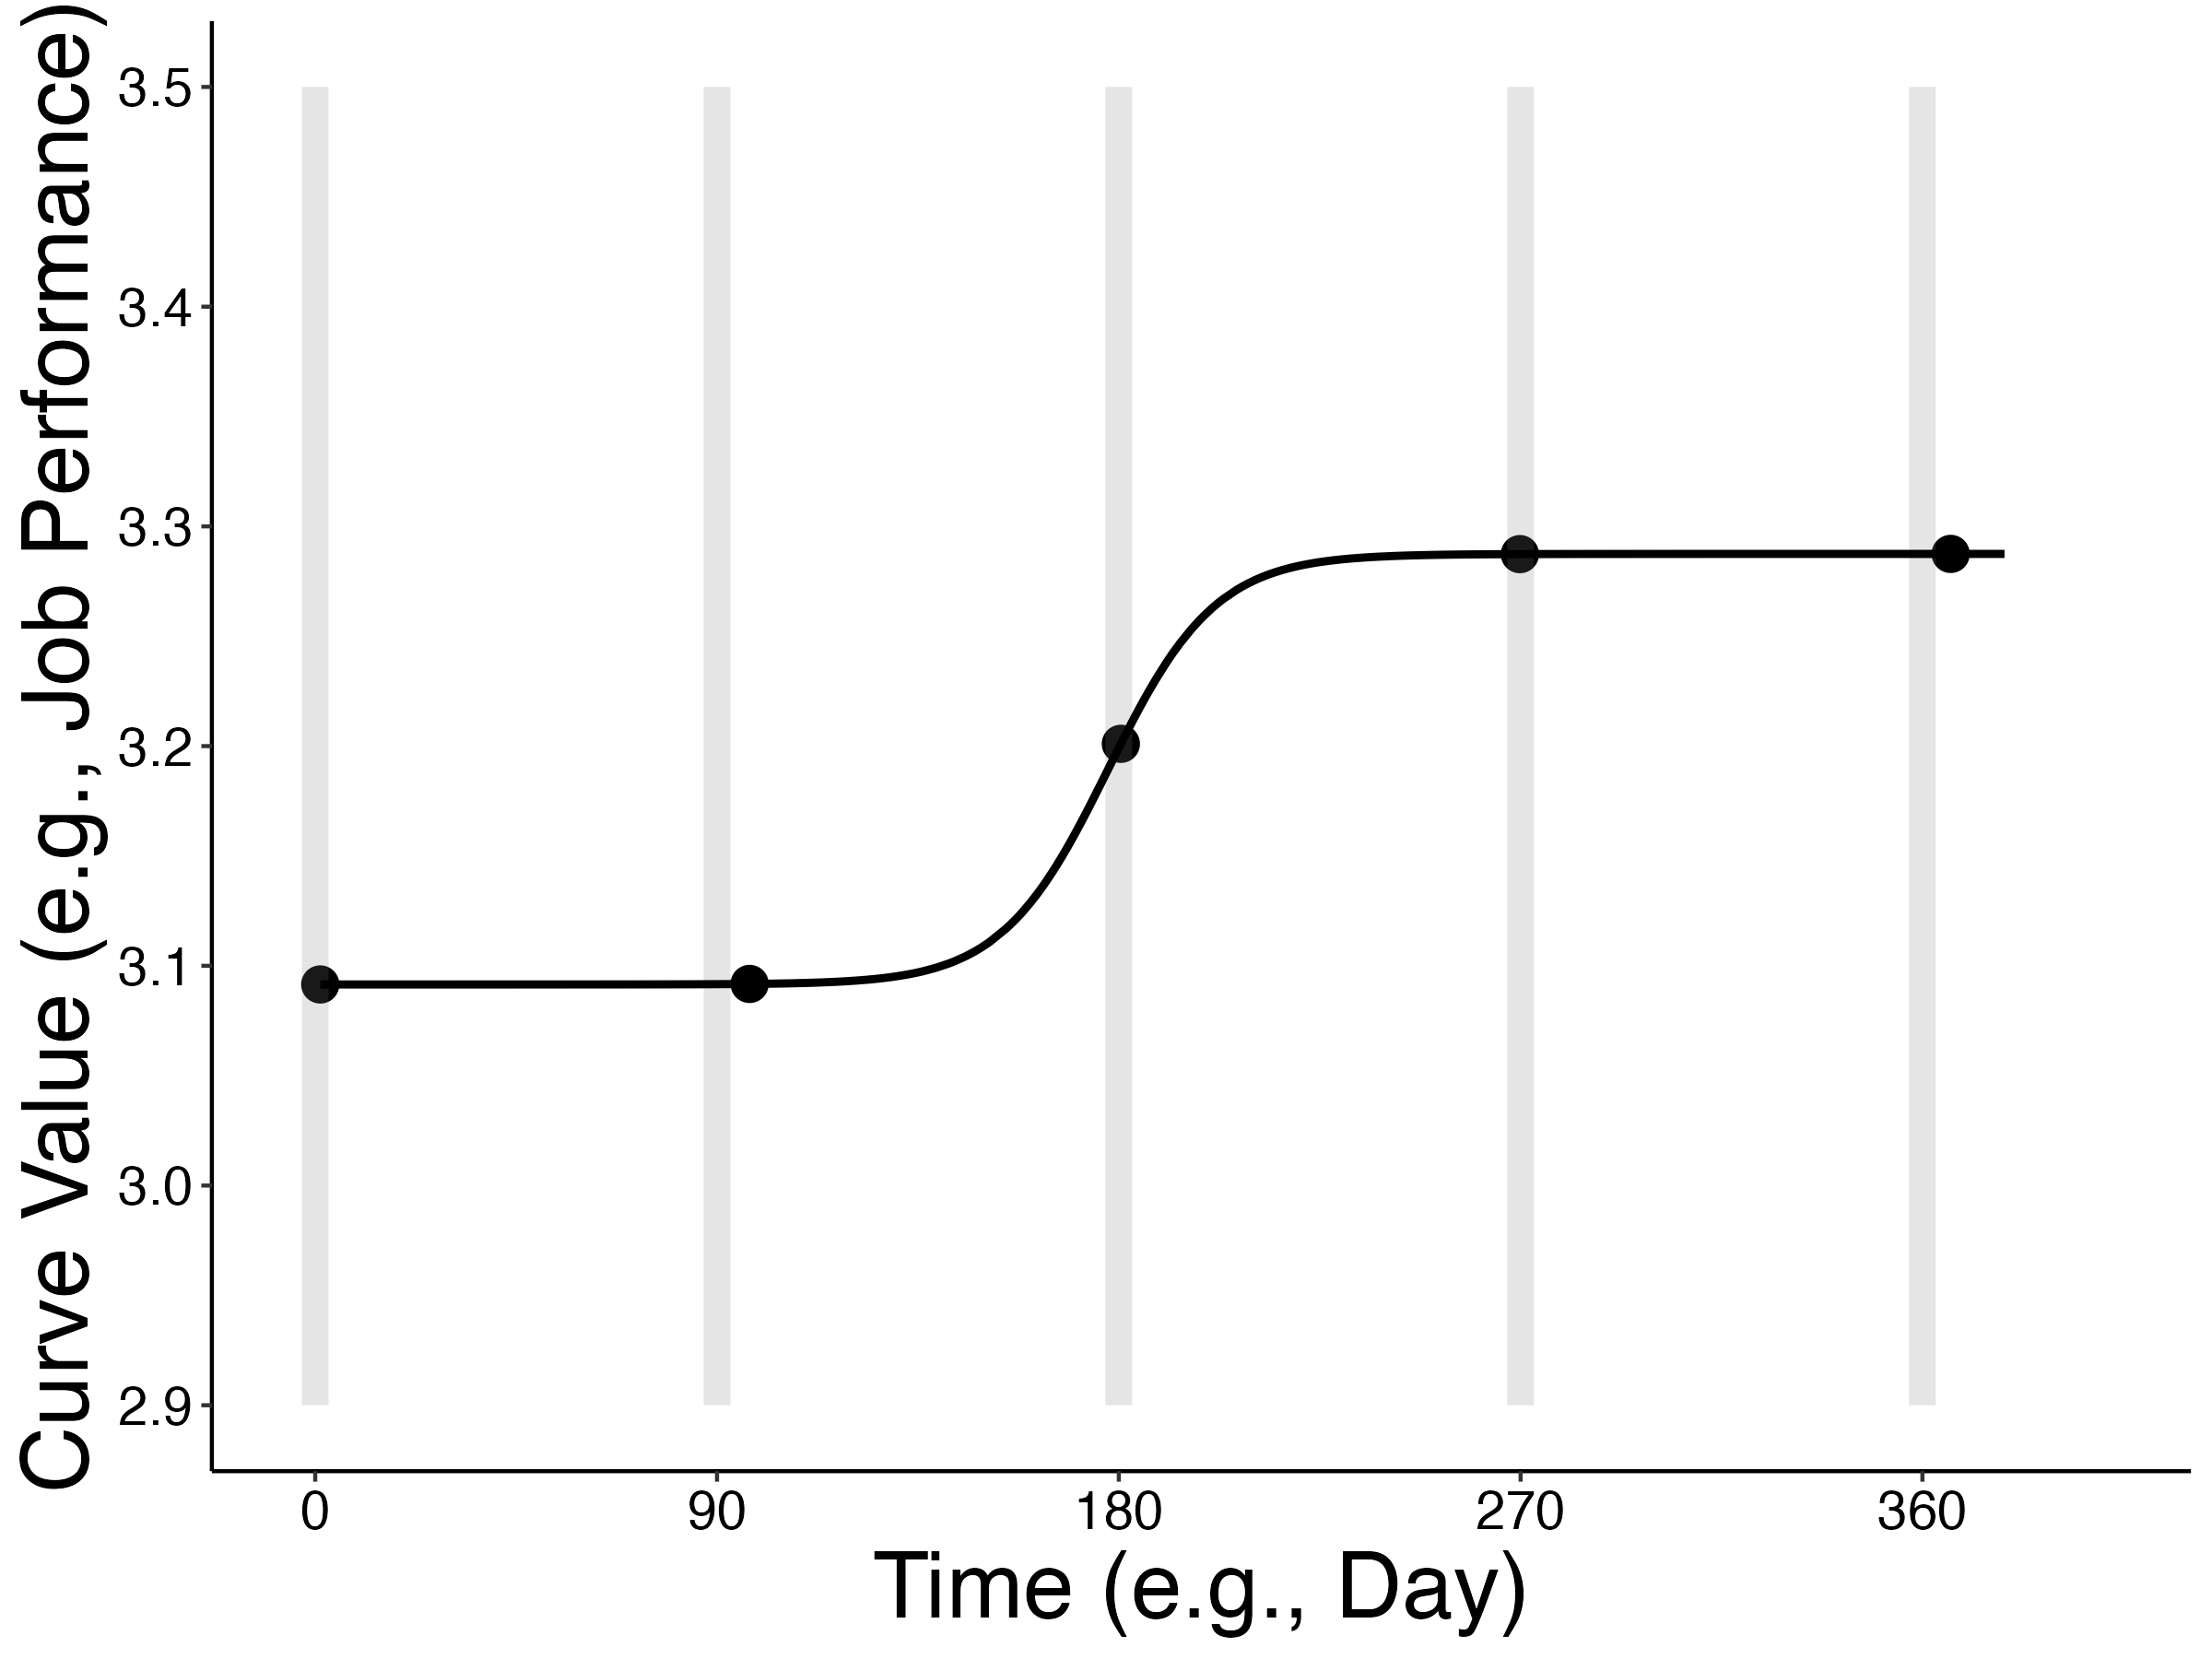 Curve Value (e.g., Job Performance)
3.5
3.4
3.3
3.2
3.1
3.0
2.9
0 90 180 270 360
Time (e.g., Day)